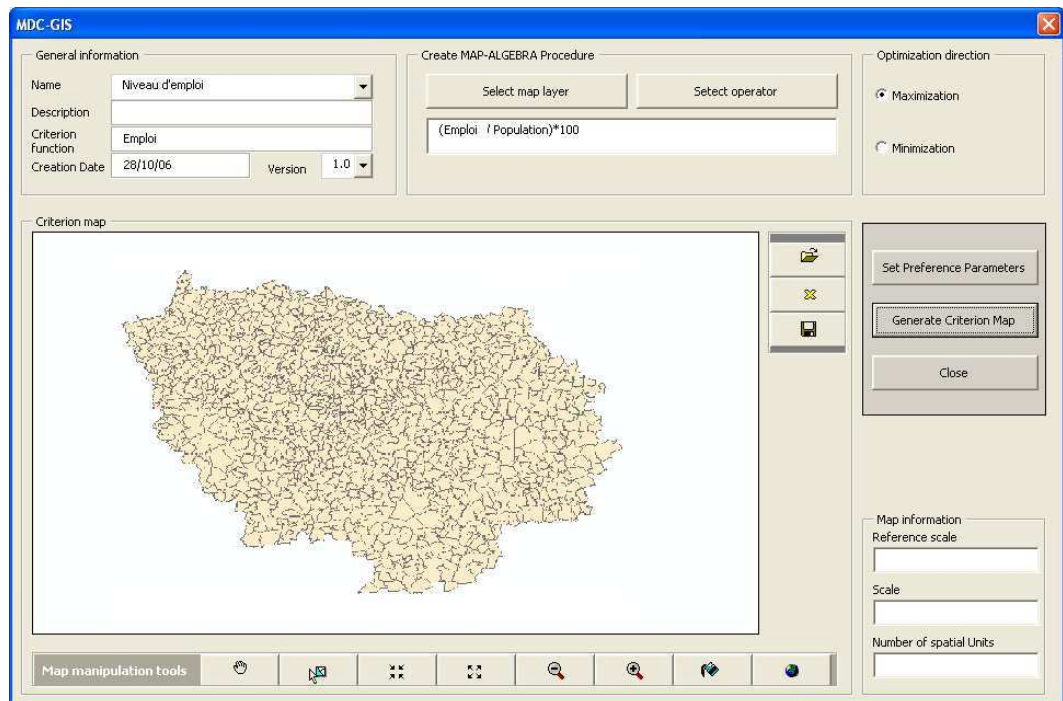 MDC-GIS
General information
Name
Niveau d'emploi
Description
Criterion
function
Emploi
Creation Date
28/10/06
Version
1.0
Create MAP-ALGEBRA Procedure
Select map layer
Setect operator
(Emploi / Population)*100
Optimization direction
Maximization
Minimization
Criterion map
Set Preference Parameters
Generate Criterion Map
Close
Map information
Reference scale
Scale
Number of spatial Units
Map manipulation tools